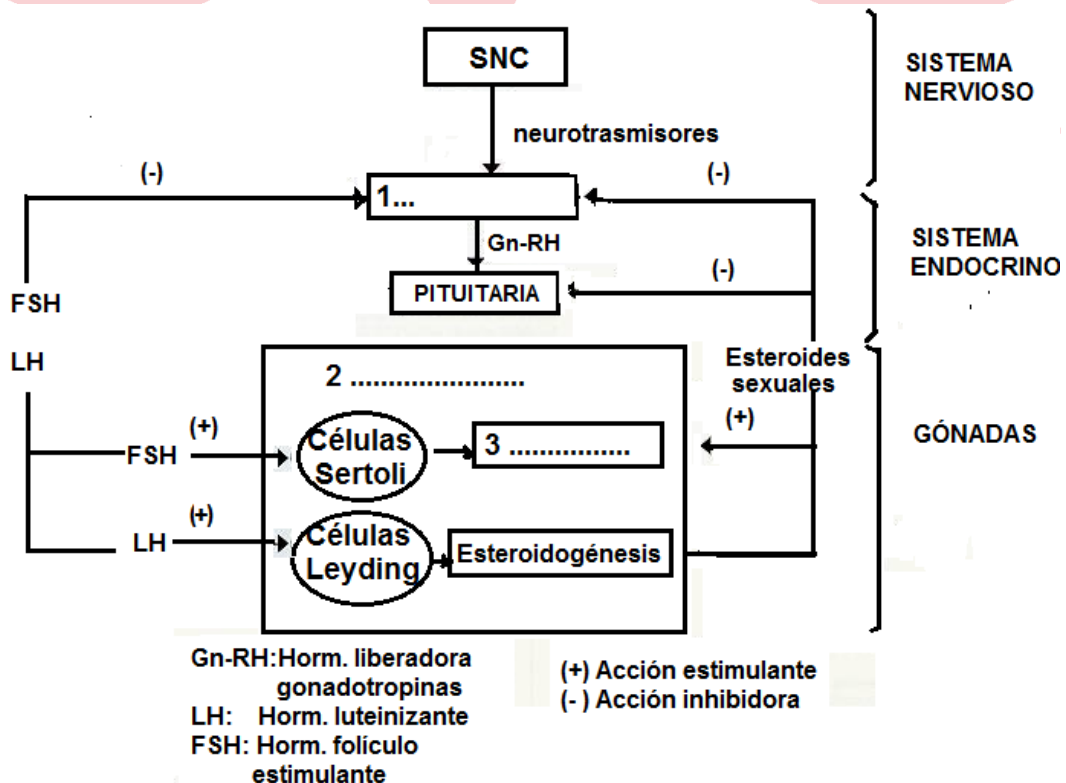 SNC
SISTEMA
NERVIOSO
neurotrasmisores
(-)
(-)
1...
Gn-RH
SISTEMA
ENDOCRINO
(-)
PITUITARIA
FSH
LH
Esteroides
sexuales
2 .......................
(+)
(+)
GÓNADAS
FSH
Células
Sertoli
3 ................
(+)
LH
Células
Leyding
Esteroidogénesis
Gn-RH:Horm. liberadora
gonadotropinas
LH: Horm. luteinizante
FSH: Horm. folículo
estimulante
(+) Acción estimulante
(- ) Acción inhibidora